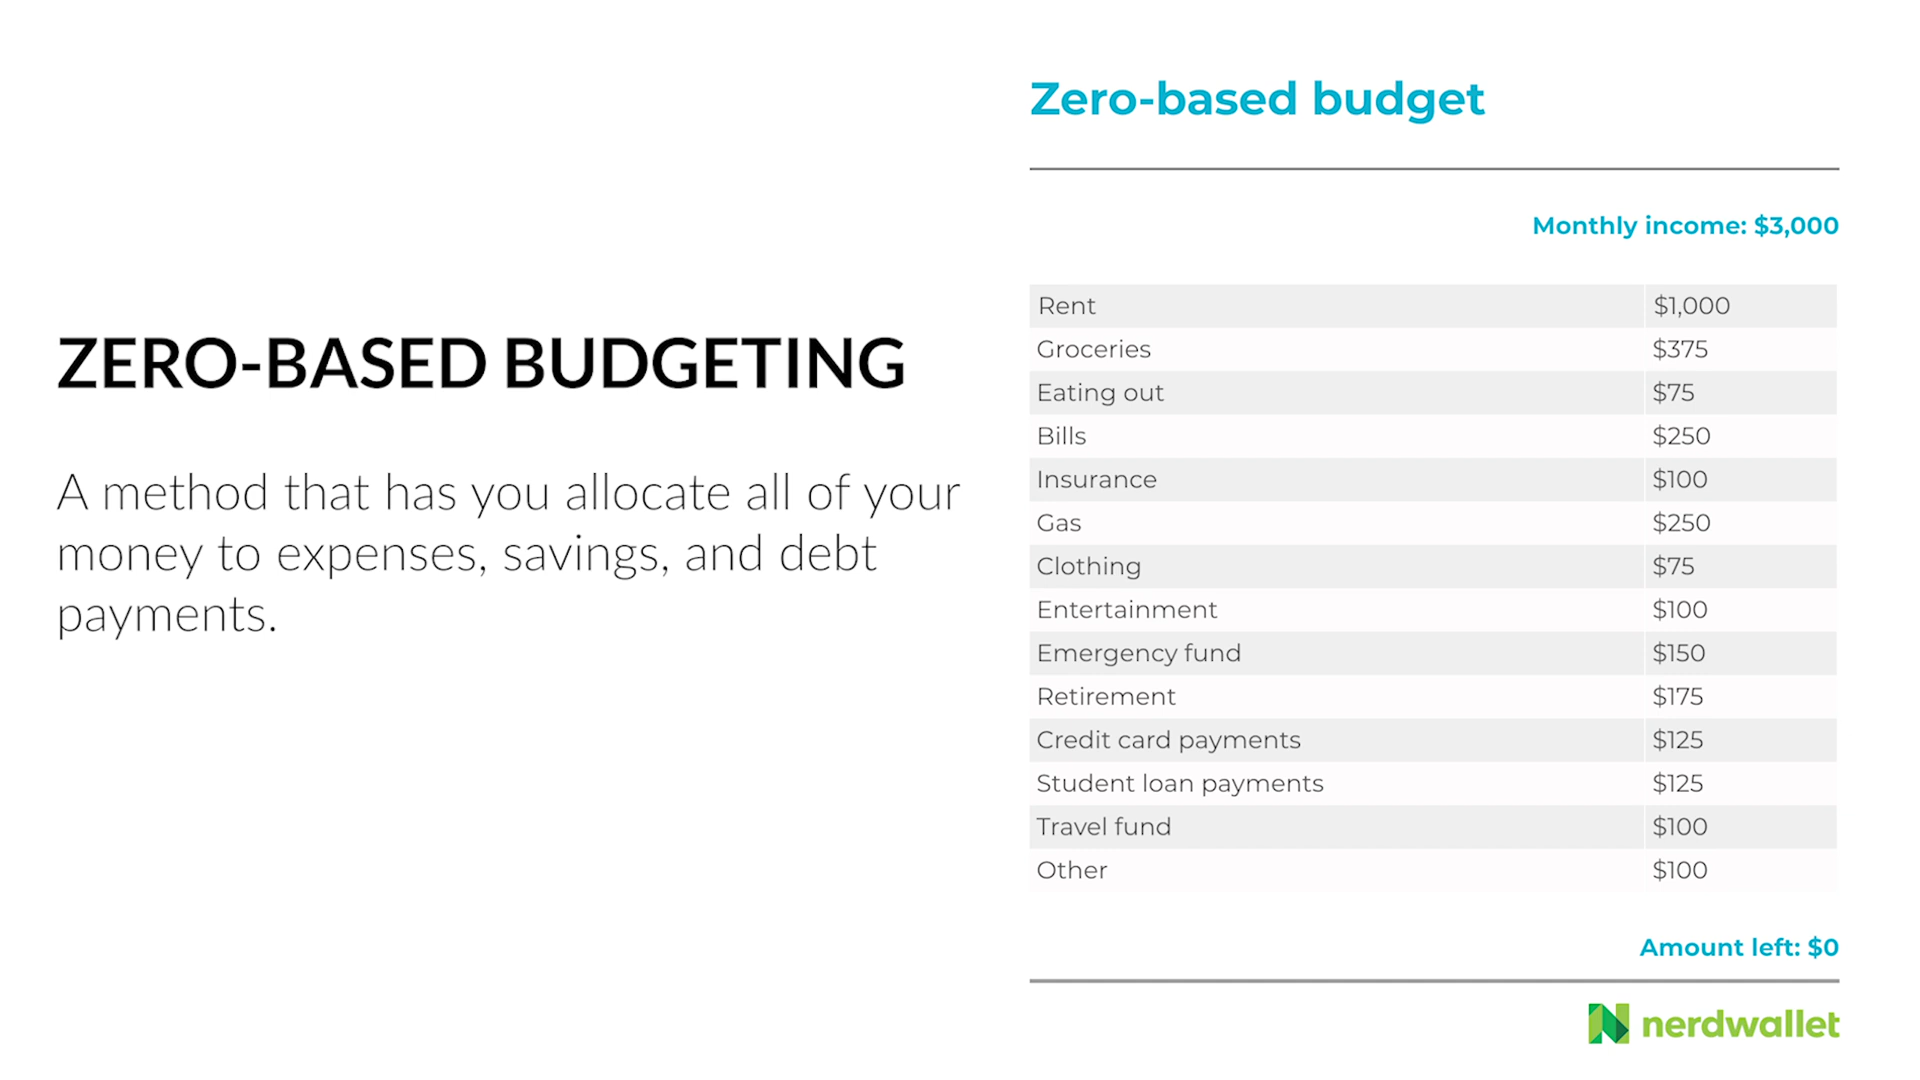 ZERO-BASED BUDGETING
A method that has you allocate all of your
money to expenses, savings, and debt
payments.
Zero-based budget
Monthly income: $3,000
Rent $1,000
Groceries $375
Eating out $75
Bills $250
Insurance $100
Gas $250
Clothing $75
Entertainment $100
Emergency fund $150
Retirement $175
Credit card payments $125
Student loan payments $125
Travel fund $100
Other $100
Amount left: $0
nerdwallet